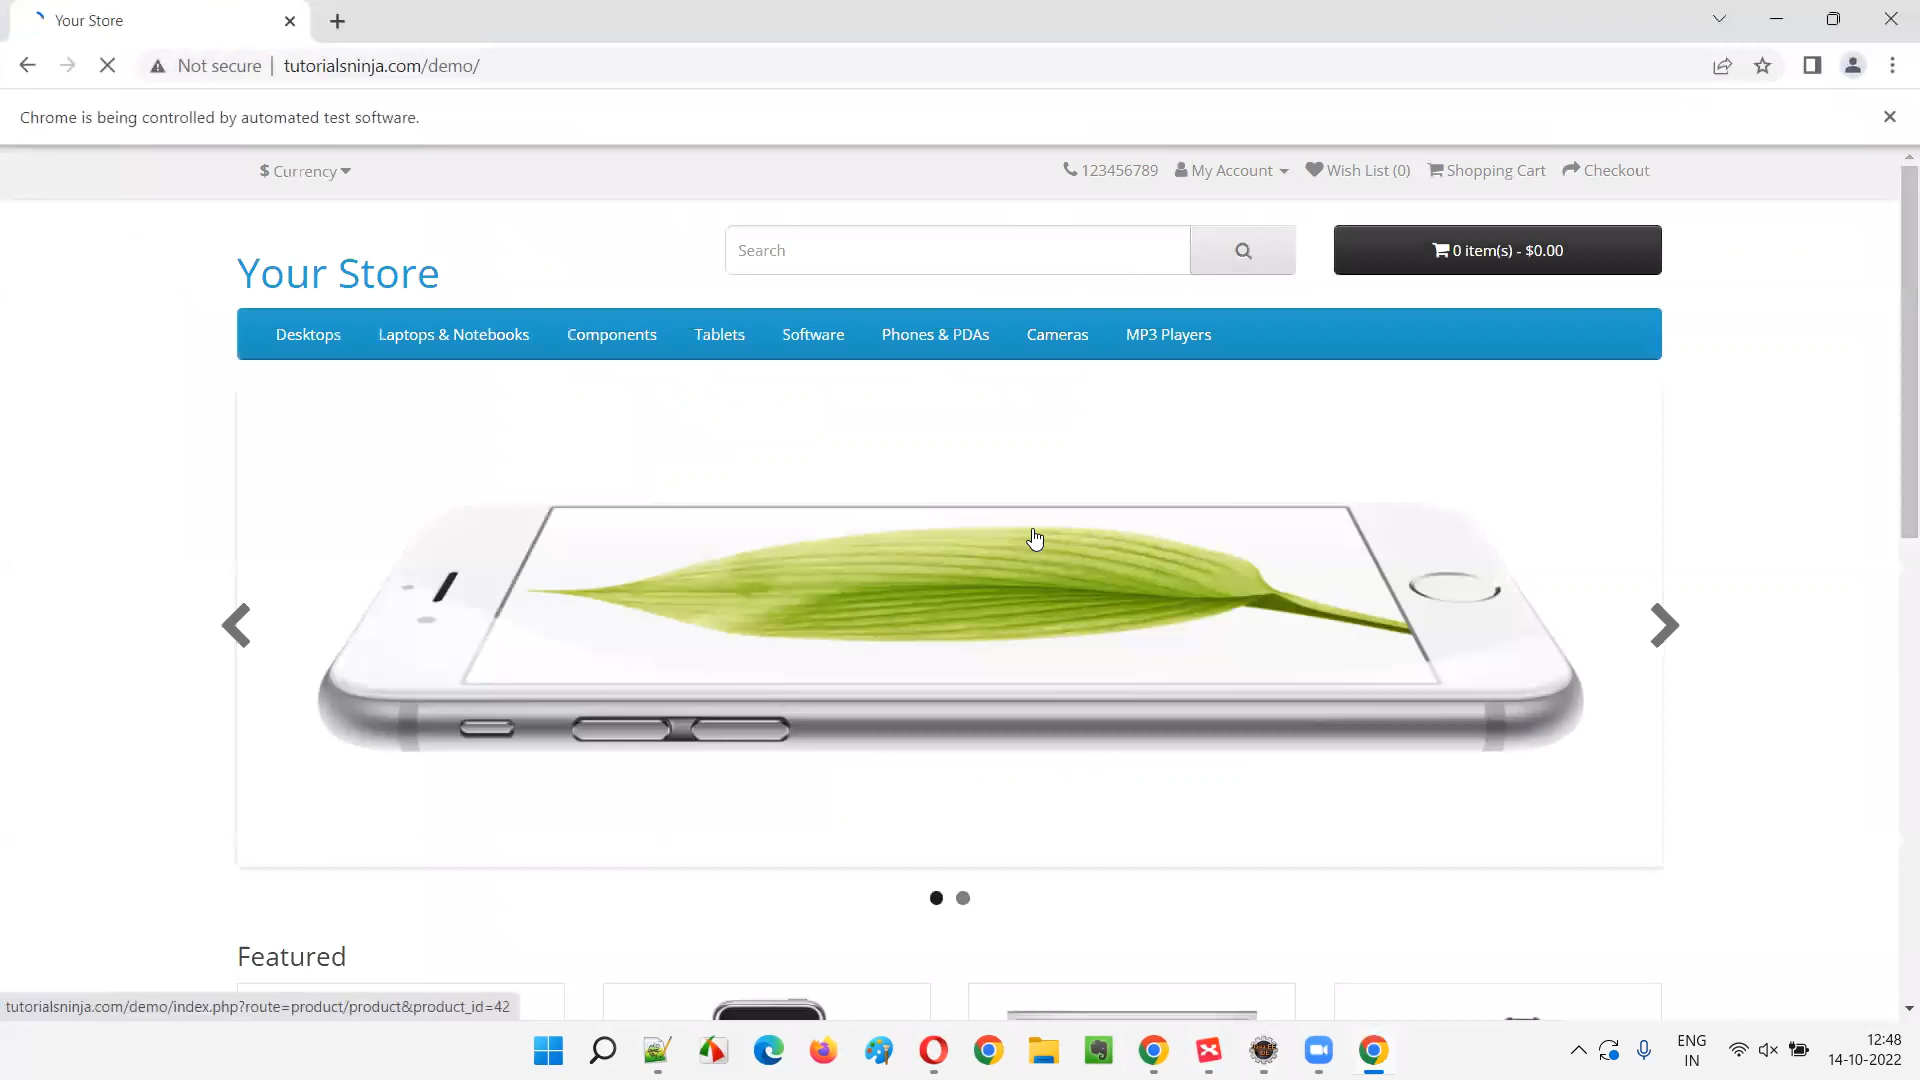 Your Store
Not secure | tutorialsninja.com/demo/
Chrome is being controlled by automated test software.
$ Currency
123456789 My Account Wish List (0) Shopping Cart Checkout
Your Store
Search
0 item(s) - $0.00
Desktops Laptops & Notebooks Components Tablets Software Phones & PDAs Cameras MP3 Players
Featured
tutorialsninja.com/demo/index.php?route=product/product&product_id=42
ENG
IN
12:48
14-10-2022